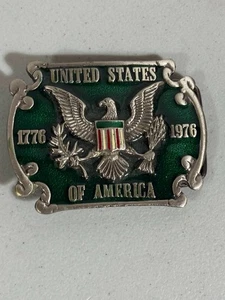 UNITED STATES
1776 1976
OF AMERICA